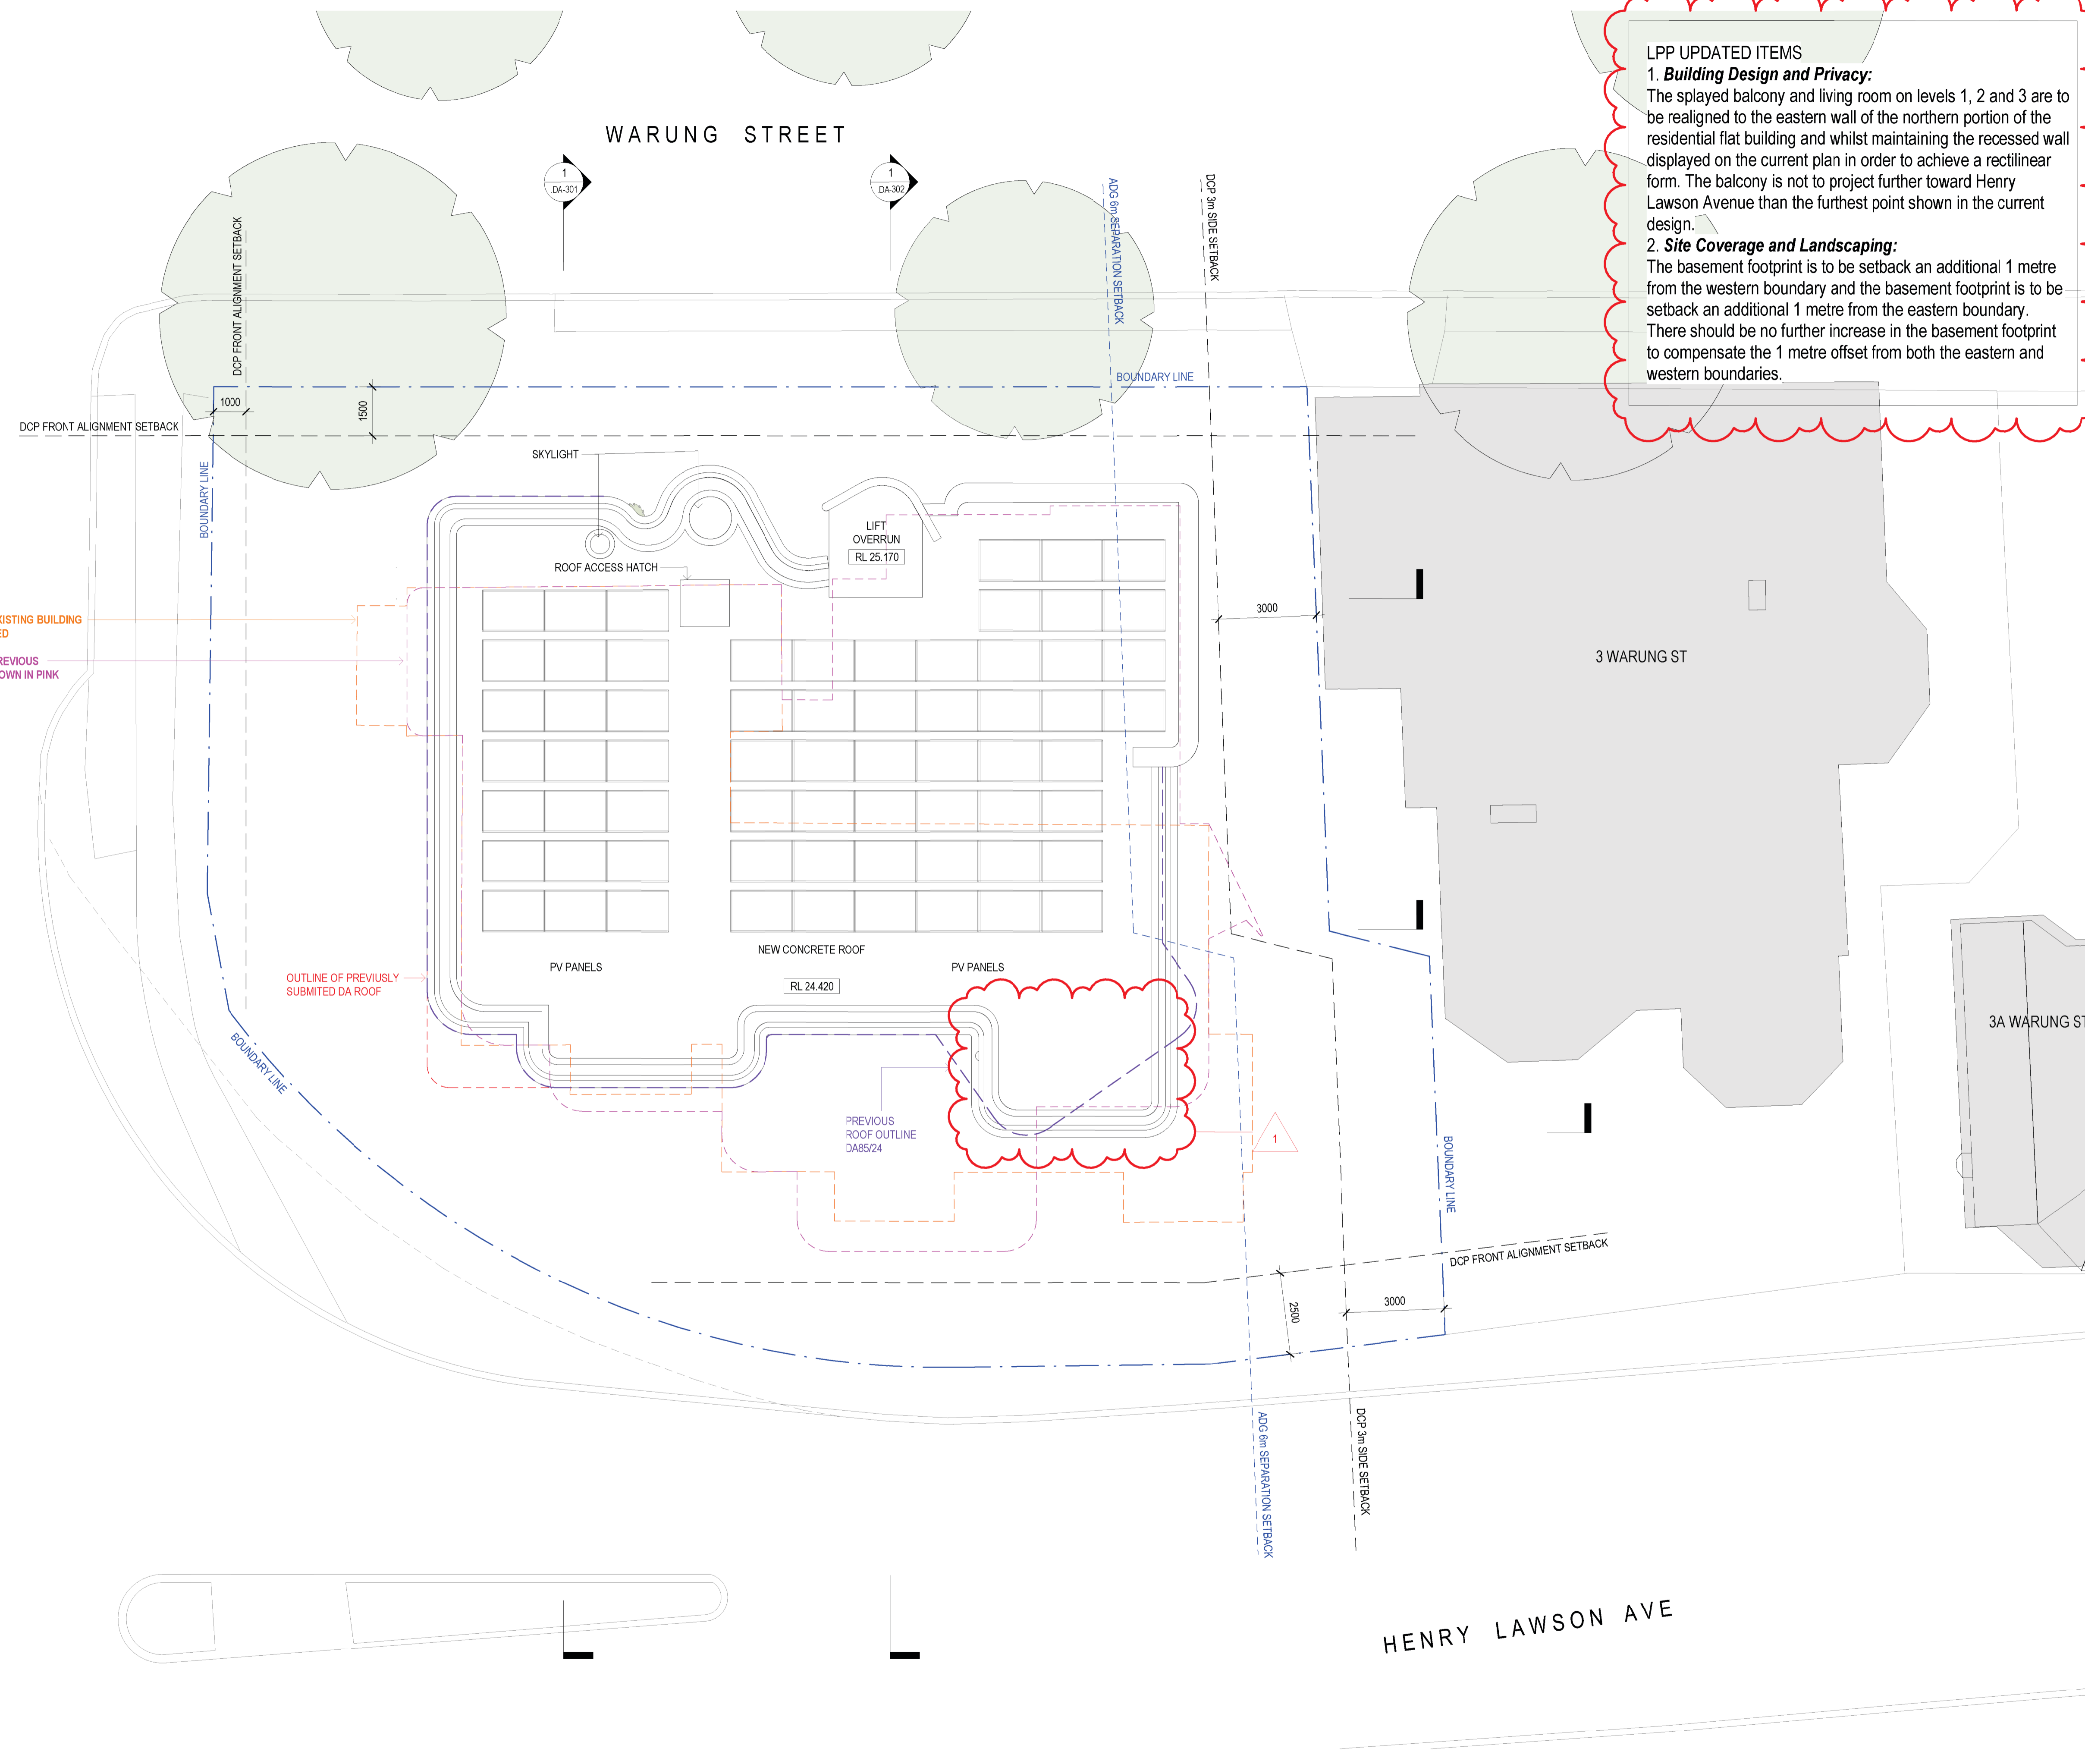 LPP UPDATED ITEMS
1. Building Design and Privacy:
The splayed balcony and living room on levels 1, 2 and 3 are to
be realigned to the eastern wall of the northern portion of the
residential flat building and whilst maintaining the recessed wall
displayed on the current plan in order to achieve a rectilinear
form. The balcony is not to project further toward Henry
Lawson Avenue than the furthest point shown in the current
design.
2. Site Coverage and Landscaping:
The basement footprint is to be setback an additional 1 metre
from the western boundary and the basement footprint is to be
setback an additional 1 metre from the eastern boundary.
There should be no further increase in the basement footprint
to compensate the 1 metre offset from both the eastern and
western boundaries.
WARUNG STREET
1
DA-301
1
DA-302
ADG 6m SEPARATION SETBACK
DCP 3m SIDE SETBACK
DCP FRONT ALIGNMENT SETBACK
BOUNDARY LINE
1000
1500
DCP FRONT ALIGNMENT SETBACK
BOUNDARY LINE
SKYLIGHT
LIFT
OVERRUN
RL 25.170
ROOF ACCESS HATCH
3000
XISTING BUILDING
ED
REVIOUS
OWN IN PINK
3 WARUNG ST
NEW CONCRETE ROOF
PV PANELS
PV PANELS
RL 24.420
OUTLINE OF PREVIUSLY
SUBMITED DA ROOF
3A WARUNG ST
BOUNDARY LINE
PREVIOUS
ROOF OUTLINE
DA85/24
1
BOUNDARY LINE
DCP FRONT ALIGNMENT SETBACK
2500
3000
ADG 6m SEPARATION SETBACK
DCP 3m SIDE SETBACK
HENRY LAWSON AVE